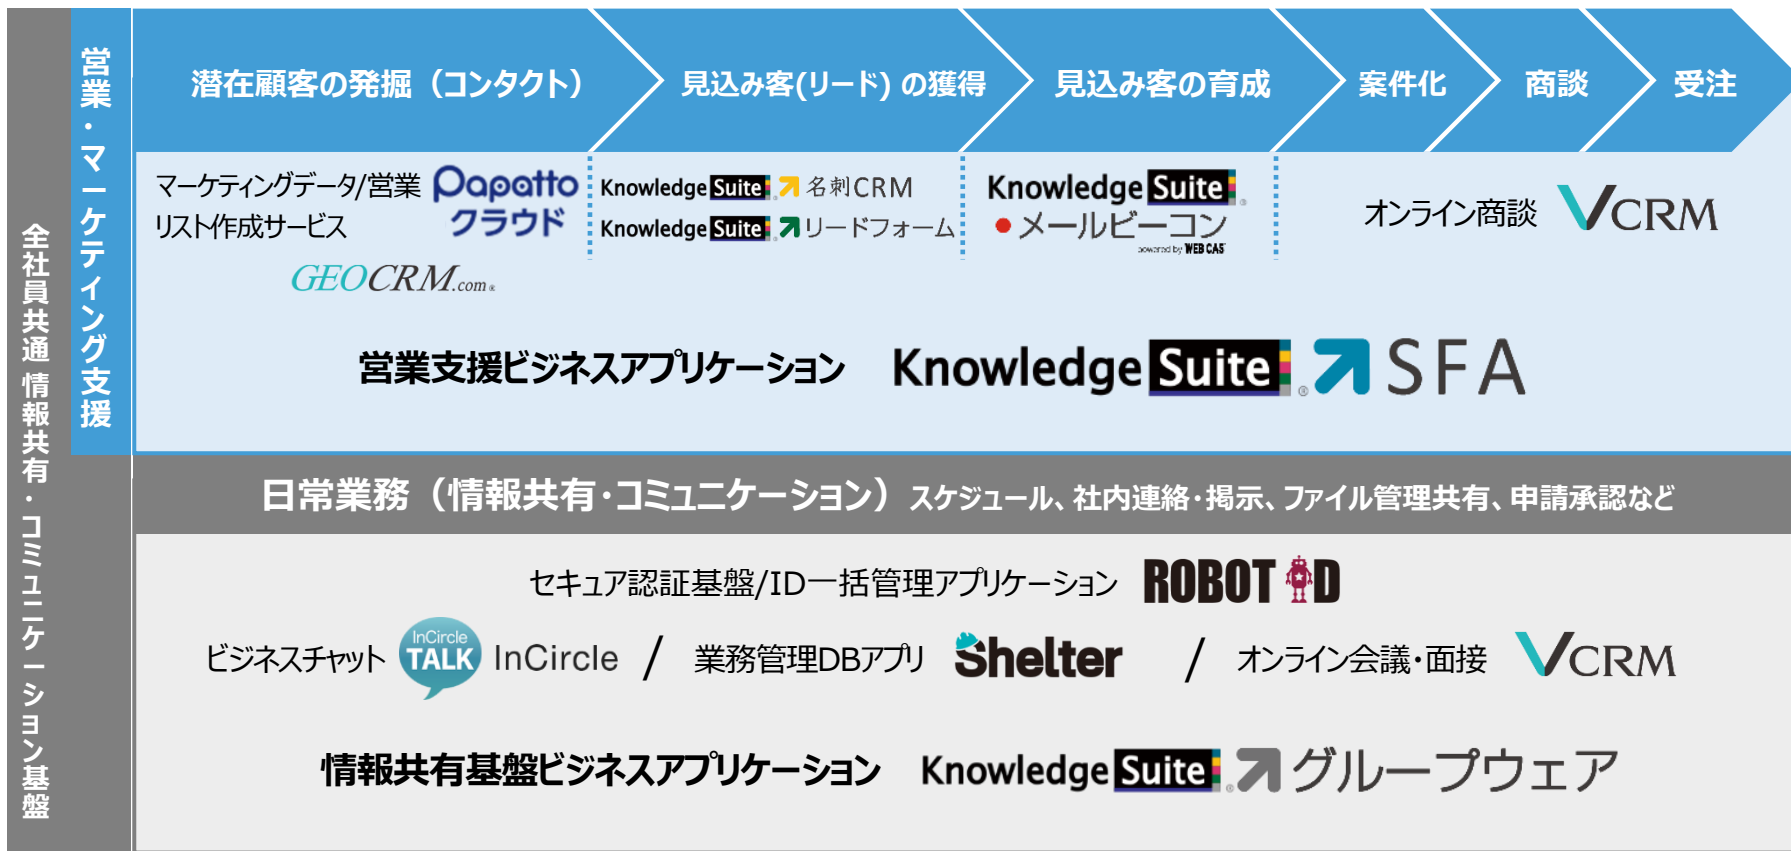 全社員共通 情報共有・コミュニケーション基盤
営業・マーケティング支援
潜在顧客の発掘（コンタクト）
見込み客(リード) の獲得
見込み客の育成
案件化
商談
受注
マーケティングデータ/営業
リスト作成サービス
Papatto
クラウド
GEOCRM.com®
Knowledge Suite® 名刺CRM
Knowledge Suite® リードフォーム
Knowledge Suite®
メールビーコン
powered by WEB CAS
オンライン商談 VCRM
営業支援ビジネスアプリケーション Knowledge Suite® SFA
日常業務（情報共有・コミュニケーション）スケジュール、社内連絡・掲示、ファイル管理共有、申請承認など
セキュア認証基盤/ID一括管理アプリケーション ROBOT ID
ビジネスチャット InCircle TALK InCircle / 業務管理DBアプリ Shelter / オンライン会議・面接 VCRM
情報共有基盤ビジネスアプリケーション Knowledge Suite® グループウェア